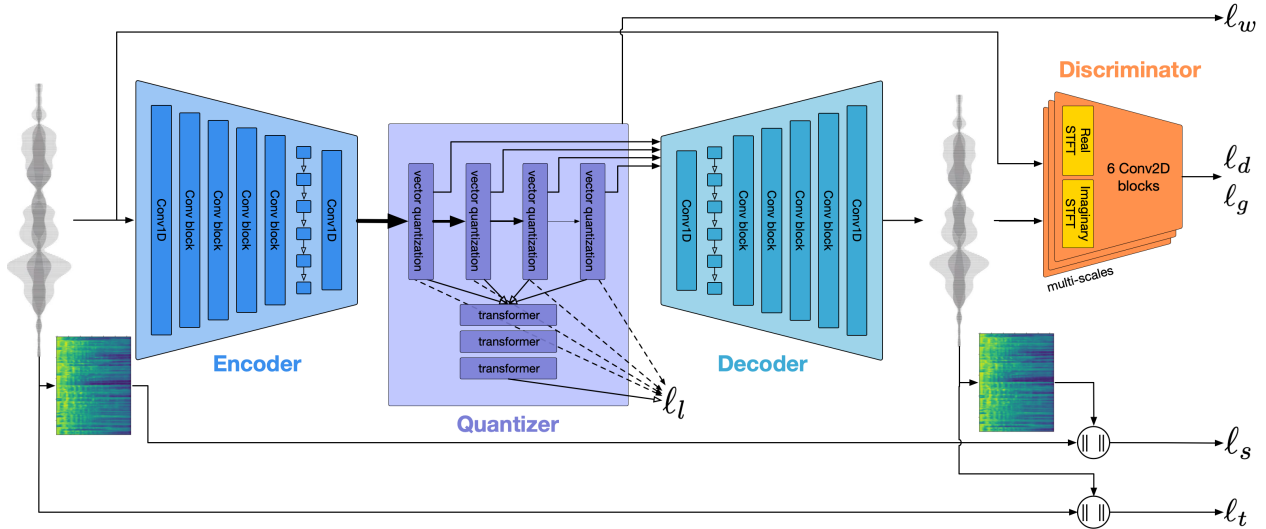 ℓw
Discriminator
Real
STFT
Imaginary
STFT
6 Conv2D
blocks
multi-scales
ℓd
ℓg
Conv1D
Conv block
Conv block
Conv block
Conv block
Conv1D
Encoder
vector quantization
vector quantization
vector quantization
vector quantization
transformer
transformer
transformer
Quantizer
ℓl
Conv1D
Conv block
Conv block
Conv block
Conv block
Conv1D
Decoder
|| ||
ℓs
|| ||
ℓt